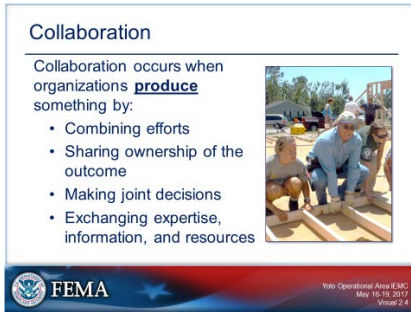 Collaboration
Collaboration occurs when
organizations produce
something by:
• Combining efforts
• Sharing ownership of the
outcome
• Making joint decisions
• Exchanging expertise,
information, and resources
FEMA
Yolo Operational Area IEMC
May 16-19, 2017
Visual 2.4